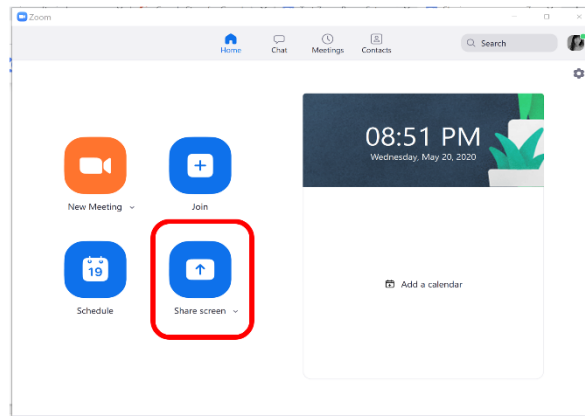 Zoom
Home Chat Meetings Contacts
Search
08:51 PM
Wednesday, May 20, 2020
New Meeting
Join
19
Schedule
Share screen
Add a calendar